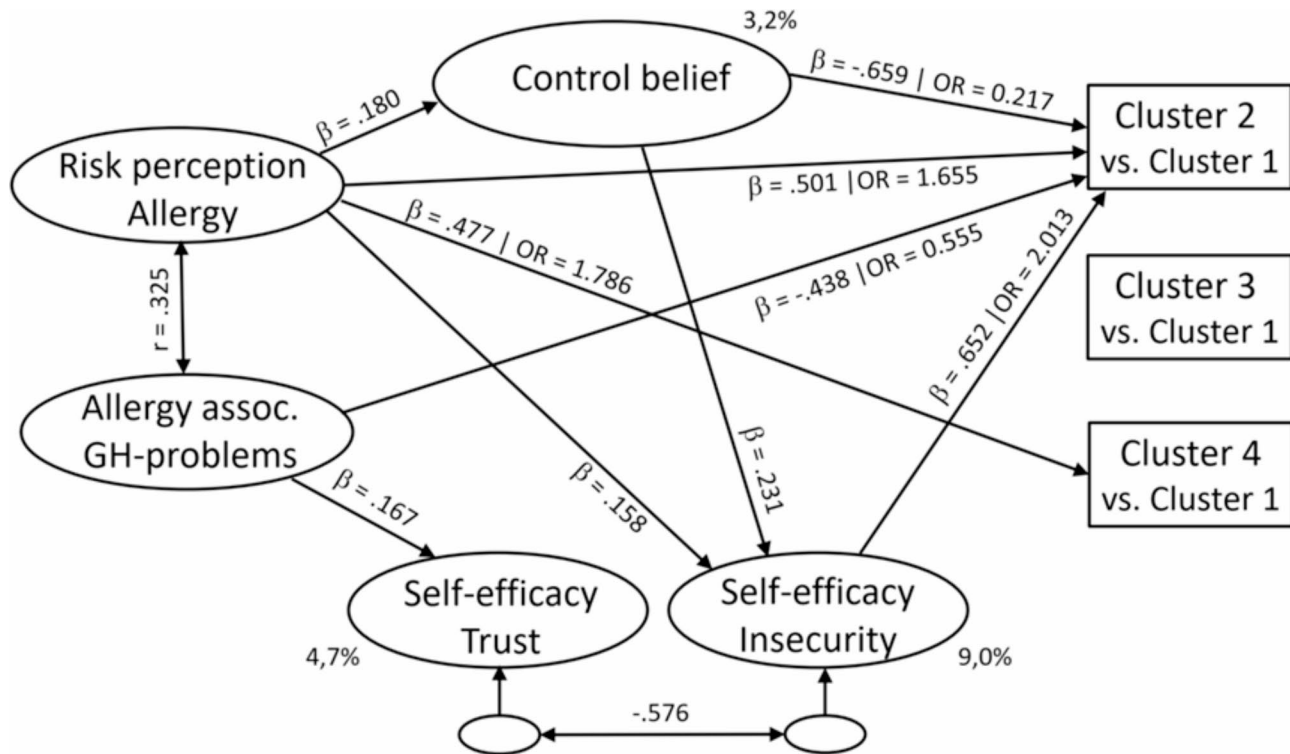 3,2%
Control belief
β = -.659 | OR = 0.217
Cluster 2
vs. Cluster 1
β = .180
Risk perception
Allergy
β = .501 |OR = 1.655
β = .477 | OR = 1.786
β = -.438 |OR = 0.555
β = .652 |OR = 2.013
r = .325
Cluster 3
vs. Cluster 1
Allergy assoc.
GH-problems
β = .167
β = .158
β = .231
Cluster 4
vs. Cluster 1
Self-efficacy
Trust
4,7%
Self-efficacy
Insecurity
9,0%
-.576